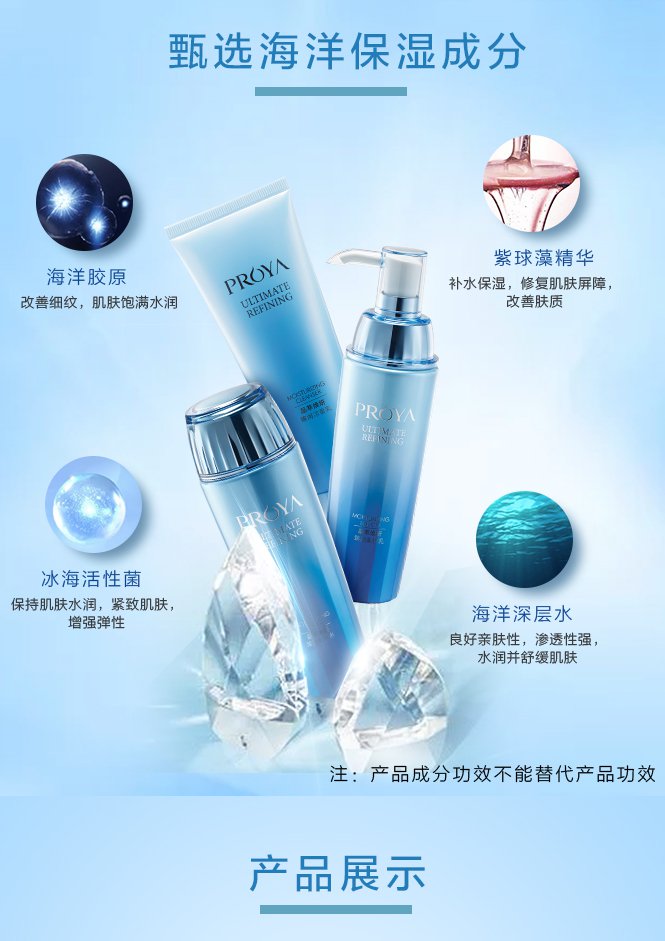 甄选海洋保湿成分
海洋胶原
改善细纹，肌肤饱满水润
紫球藻精华
补水保湿，修复肌肤屏障，
改善肤质
PROYA
ULTIMATE
REFINING
MOISTURIZING
CLEANSER
PROYA
ULTIMATE
REFINING
MOISTURIZING
PROYA
ULTIMATE
REFINING
冰海活性菌
保持肌肤水润，紧致肌肤，
增强弹性
海洋深层水
良好亲肤性，渗透性强，
水润并舒缓肌肤
注：产品成分功效不能替代产品功效
产品展示